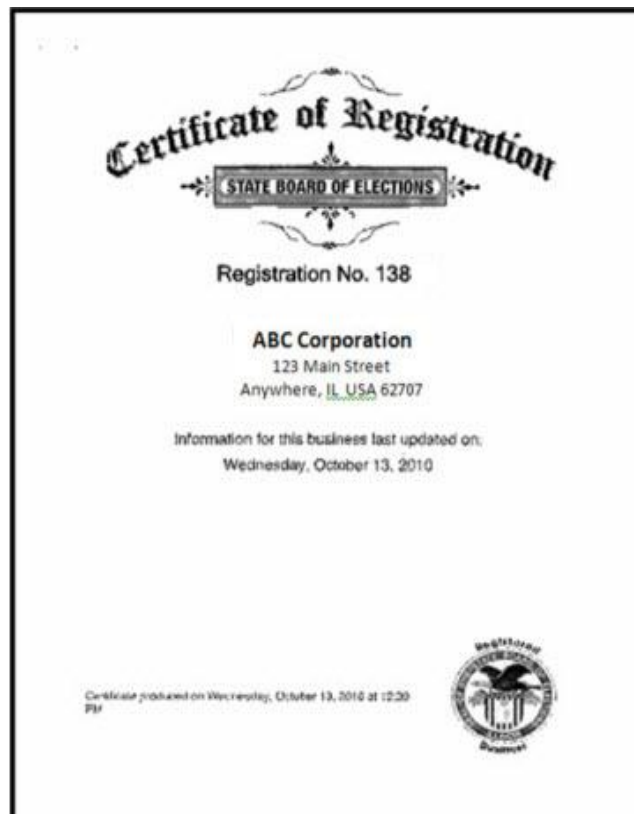 Certificate of Registration
STATE BOARD OF ELECTIONS
Registration No. 138
ABC Corporation
123 Main Street
Anywhere, IL USA 62707
Information for this business last updated on:
Wednesday, October 13, 2010
Certificate produced on Wednesday, October 13, 2010 at 12:30
PM
Registered
Business